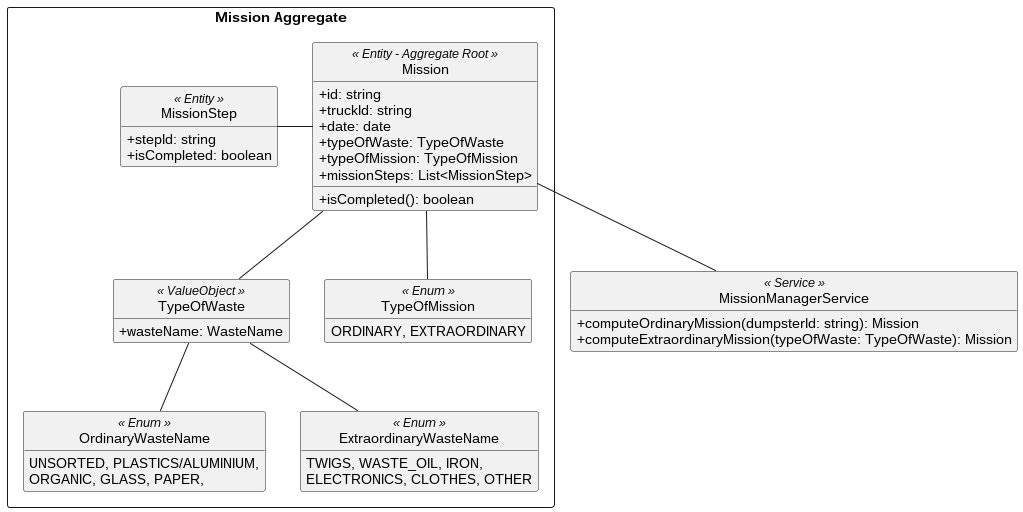 Mission Aggregate
« Entity - Aggregate Root »
Mission
+id: string
+truckId: string
+date: date
+typeOfWaste: TypeOfWaste
+typeOfMission: TypeOfMission
+missionSteps: List<MissionStep>
+isCompleted(): boolean
« Entity »
MissionStep
+stepId: string
+isCompleted: boolean
« ValueObject »
TypeOfWaste
+wasteName: WasteName
« Enum »
TypeOfMission
ORDINARY, EXTRAORDINARY
« Service »
MissionManagerService
+computeOrdinaryMission(dumpsterId: string): Mission
+computeExtraordinaryMission(typeOfWaste: TypeOfWaste): Mission
« Enum »
OrdinaryWasteName
UNSORTED, PLASTICS/ALUMINIUM,
ORGANIC, GLASS, PAPER,
« Enum »
ExtraordinaryWasteName
TWIGS, WASTE_OIL, IRON,
ELECTRONICS, CLOTHES, OTHER